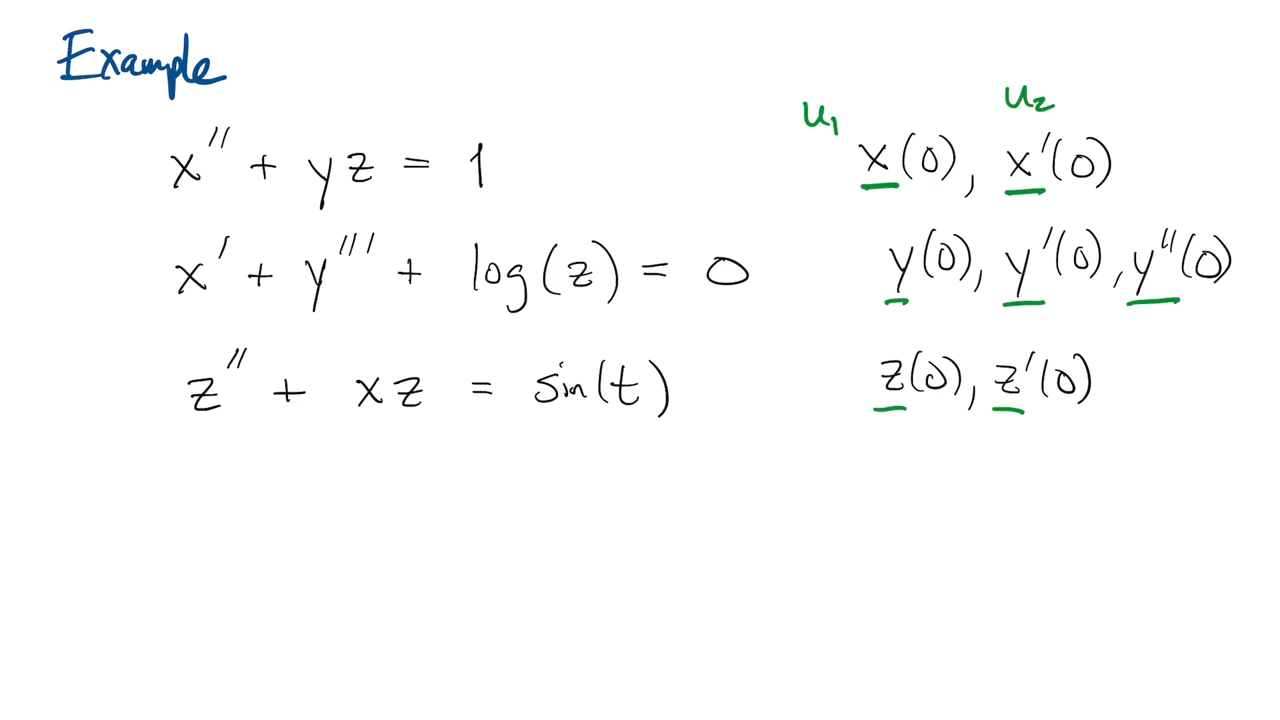 Example
u₁ u₂
x'' + yz = 1 x(0), x'(0)
x' + y''' + log(z) = 0 y(0), y'(0), y''(0)
z'' + xz = sin(t) z(0), z'(0)